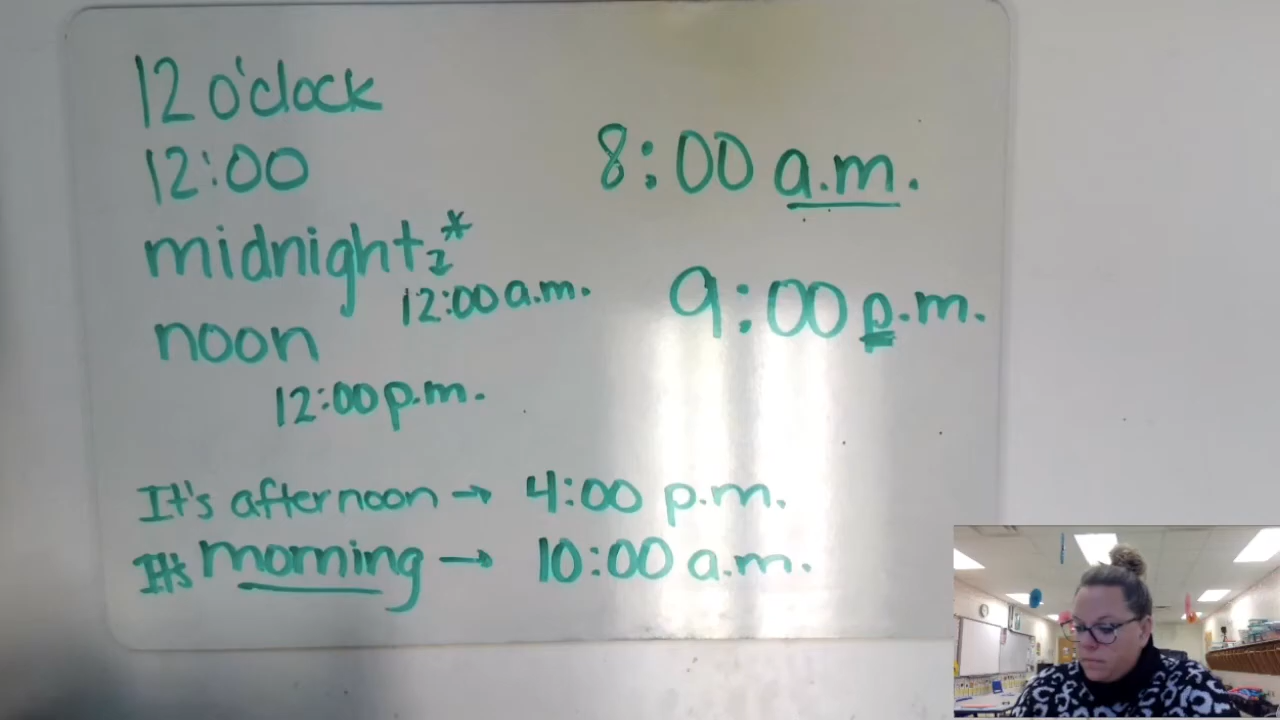 12 o'clock
12:00
midnight *
12:00 a.m.
noon
12:00 p.m.
8:00 a.m.
9:00 p.m.
It's afternoon → 4:00 p.m.
It's morning → 10:00 a.m.